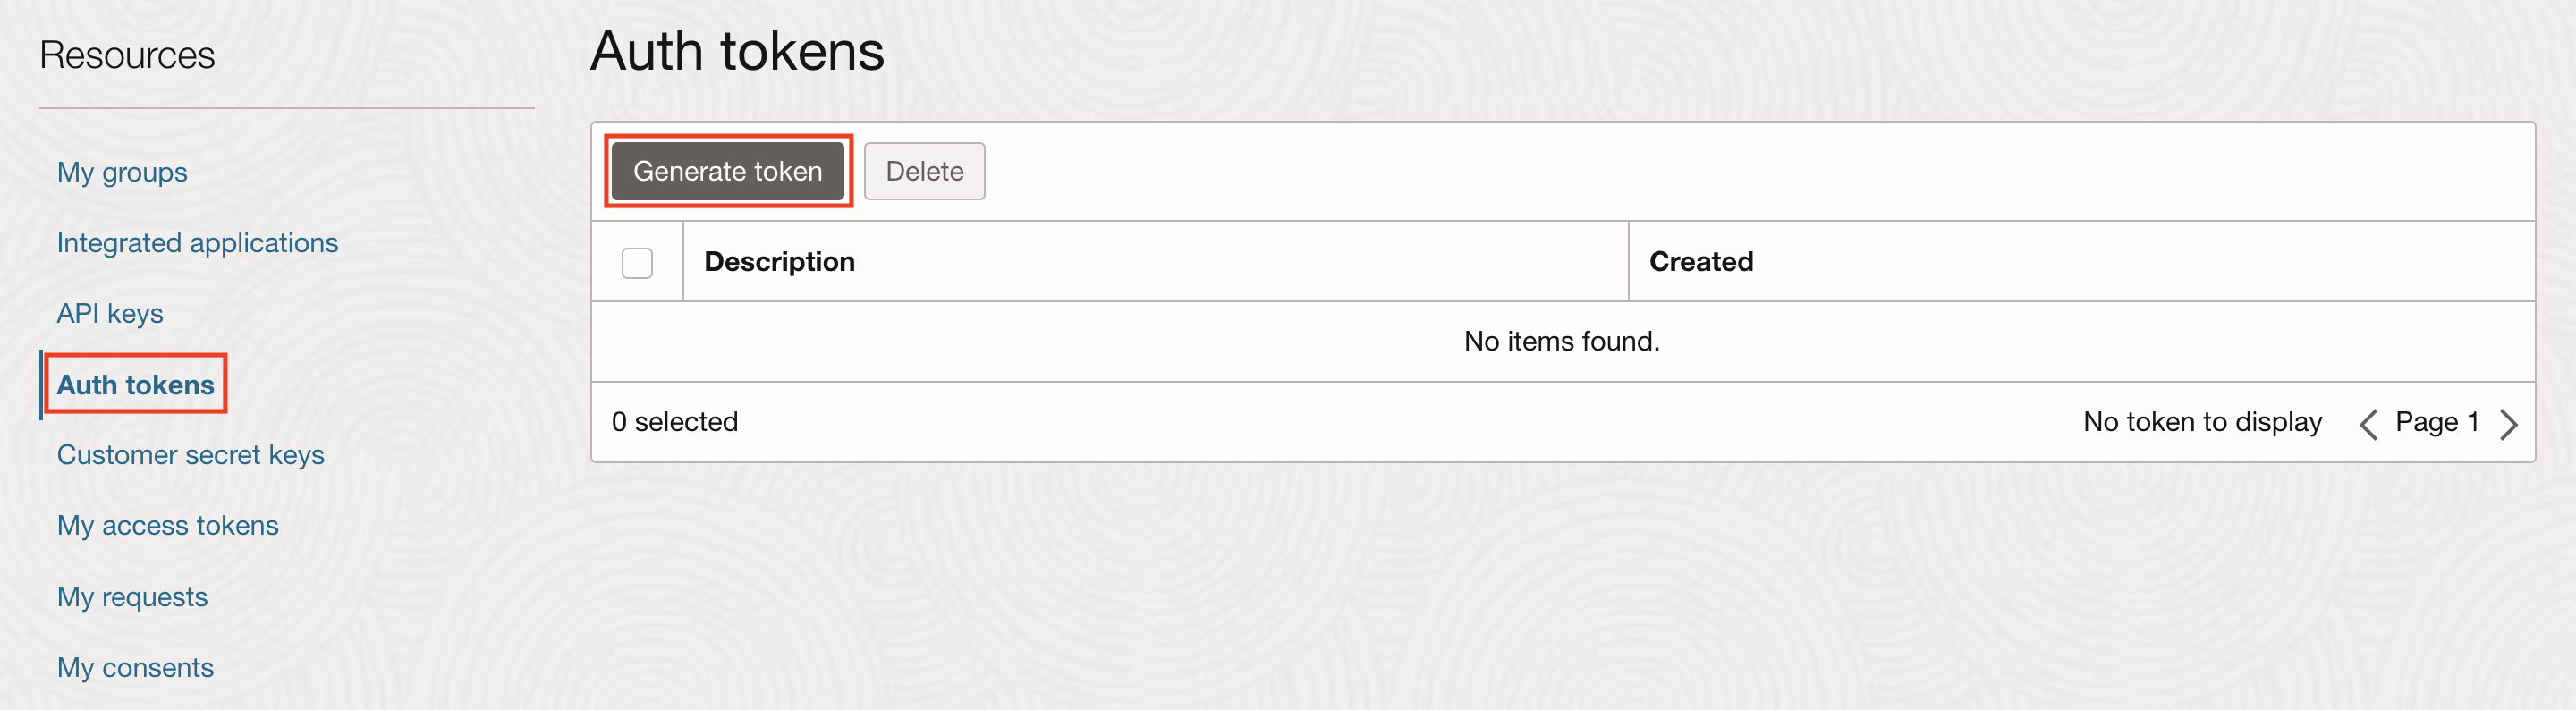 Resources
My groups
Integrated applications
API keys
Auth tokens
Customer secret keys
My access tokens
My requests
My consents
Auth tokens
Generate token Delete
Description Created
No items found.
0 selected No token to display Page 1